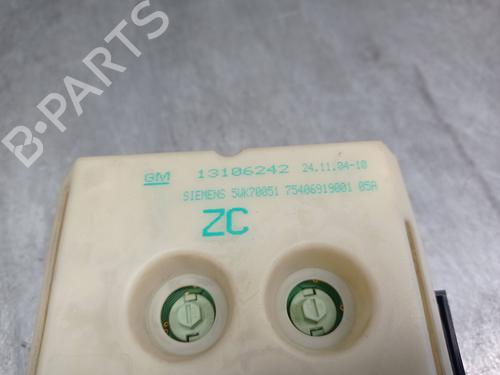 GM 13106242 24.11.04-10
SIEMENS 5WK70051 75406919001 05A
ZC
B-PARTS